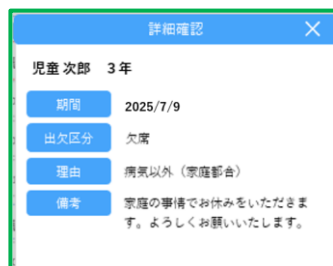 詳細確認
児童 次郎　３年
期間　2025/7/9
出欠区分　欠席
理由　病気以外（家庭都合）
備考　家庭の事情でお休みをいただきま
す。よろしくお願いいたします。